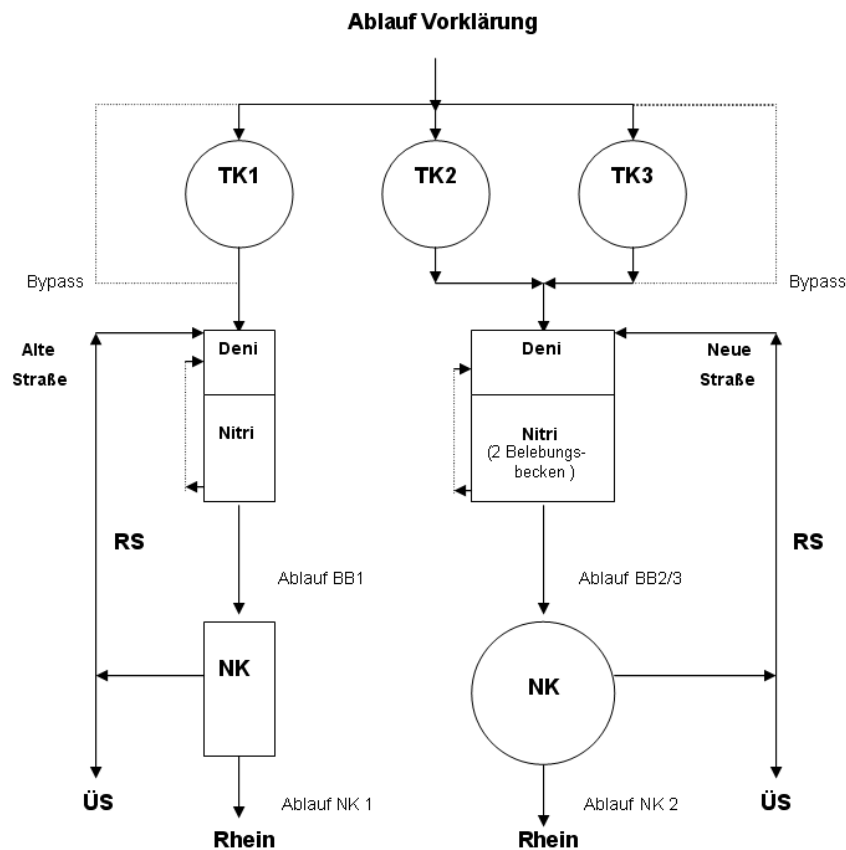 Ablauf Vorklärung
TK1
TK2
TK3
Bypass
Bypass
Alte
Straße
Deni
Deni
Neue
Straße
Nitri
Nitri
(2 Belebungs-
becken )
RS
RS
Ablauf BB1
Ablauf BB2/3
NK
NK
ÜS
Ablauf NK 1
Ablauf NK 2
ÜS
Rhein
Rhein